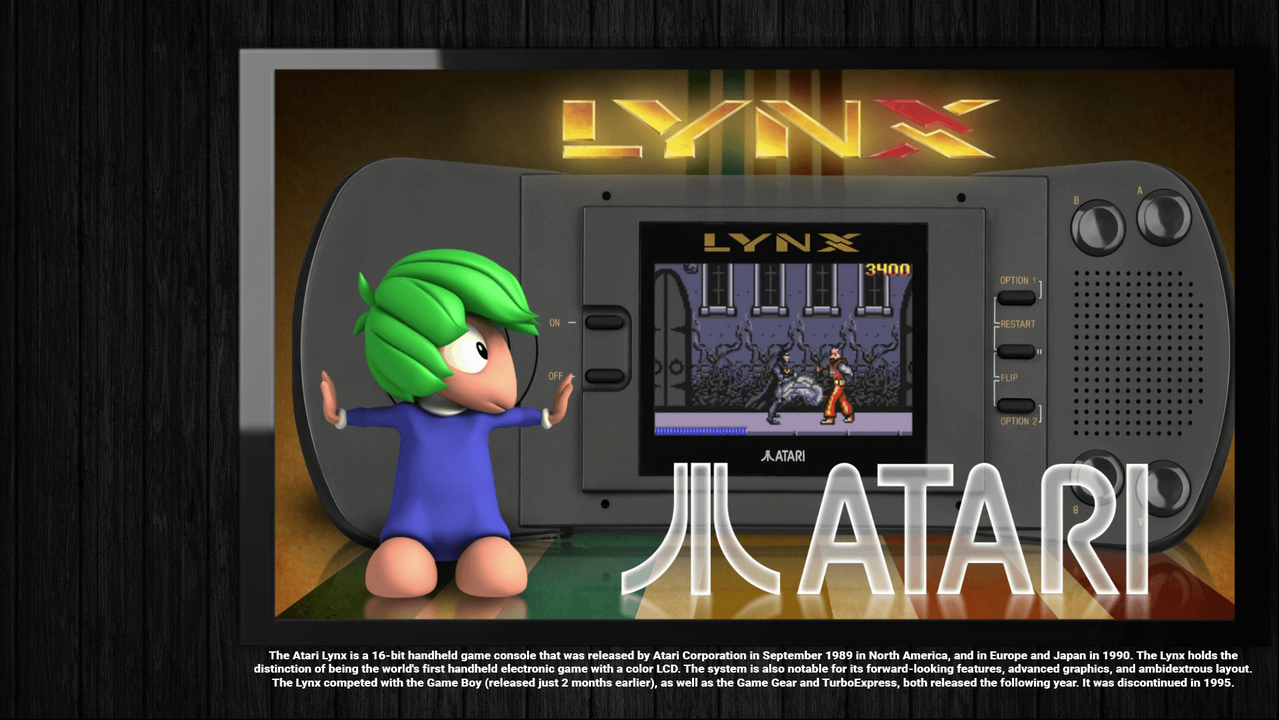 LYNX
B
A
LYNX
3400
OPTION 1
ON
RESTART
OFF
FLIP
OPTION 2
ATARI
ATARI
B
A
The Atari Lynx is a 16-bit handheld game console that was released by Atari Corporation in September 1989 in North America, and in Europe and Japan in 1990. The Lynx holds the
distinction of being the world's first handheld electronic game with a color LCD. The system is also notable for its forward-looking features, advanced graphics, and ambidextrous layout.
The Lynx competed with the Game Boy (released just 2 months earlier), as well as the Game Gear and TurboExpress, both released the following year. It was discontinued in 1995.